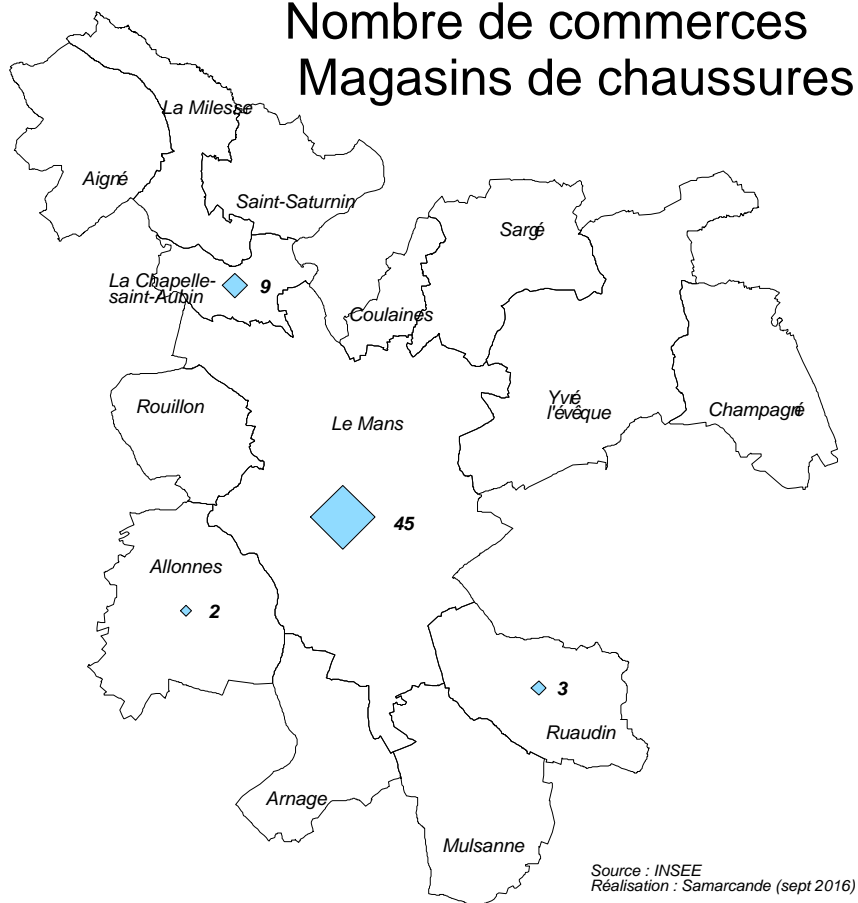 Nombre de commerces
Magasins de chaussures
La Milesse
Aigné
Saint-Saturnin
Sargé
La Chapelle-
saint-Aubin
9
Coulaines
Rouillon
Le Mans
Yvré
l'évêque
Champagné
45
Allonnes
2
3
Ruaudin
Arnage
Mulsanne
Source : INSEE
Réalisation : Samarcande (sept 2016)